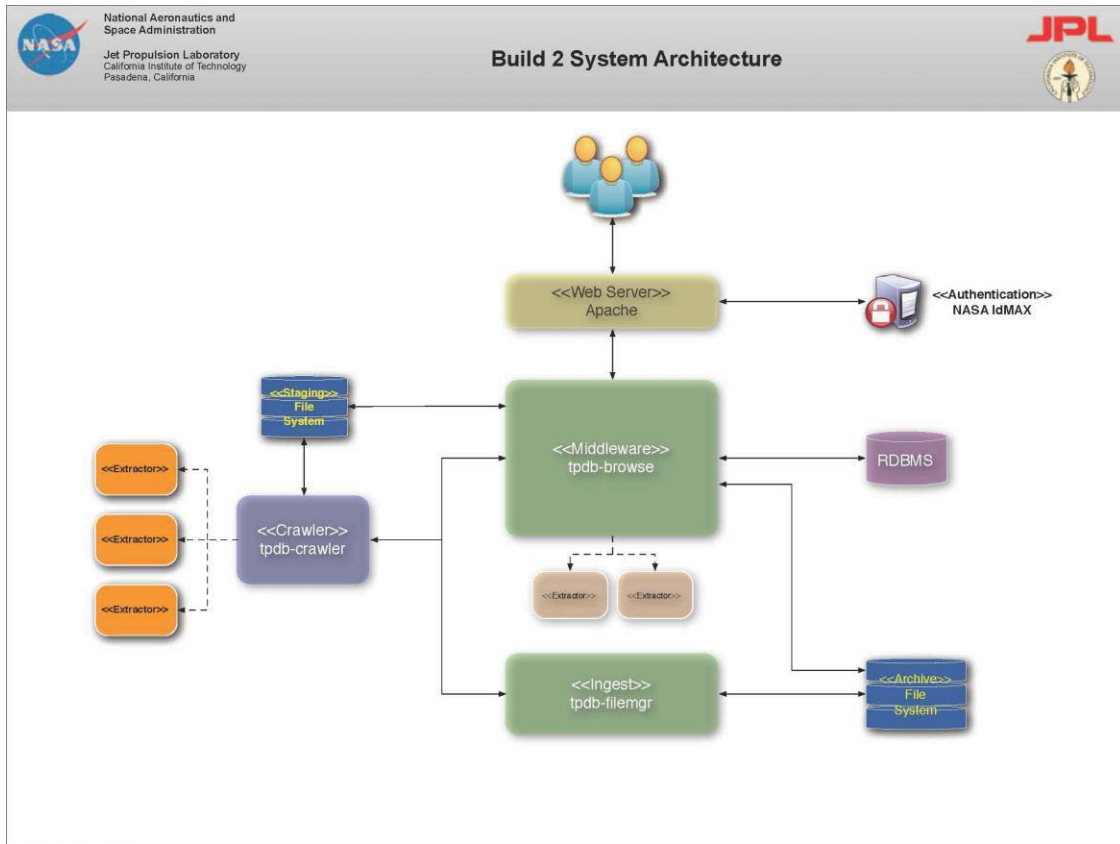 National Aeronautics and
Space Administration
Jet Propulsion Laboratory
California Institute of Technology
Pasadena, California
NASA
Build 2 System Architecture
JPL
<<Web Server>>
Apache
<<Authentication>>
NASA IdMAX
<<Staging>>
File
System
<<Middleware>>
tpdb-browse
RDBMS
<<Extractor>>
<<Extractor>>
<<Extractor>>
<<Crawler>>
tpdb-crawler
<<Extractor>>
<<Extractor>>
<<Ingest>>
tpdb-filemgr
<<Archive>>
File
System